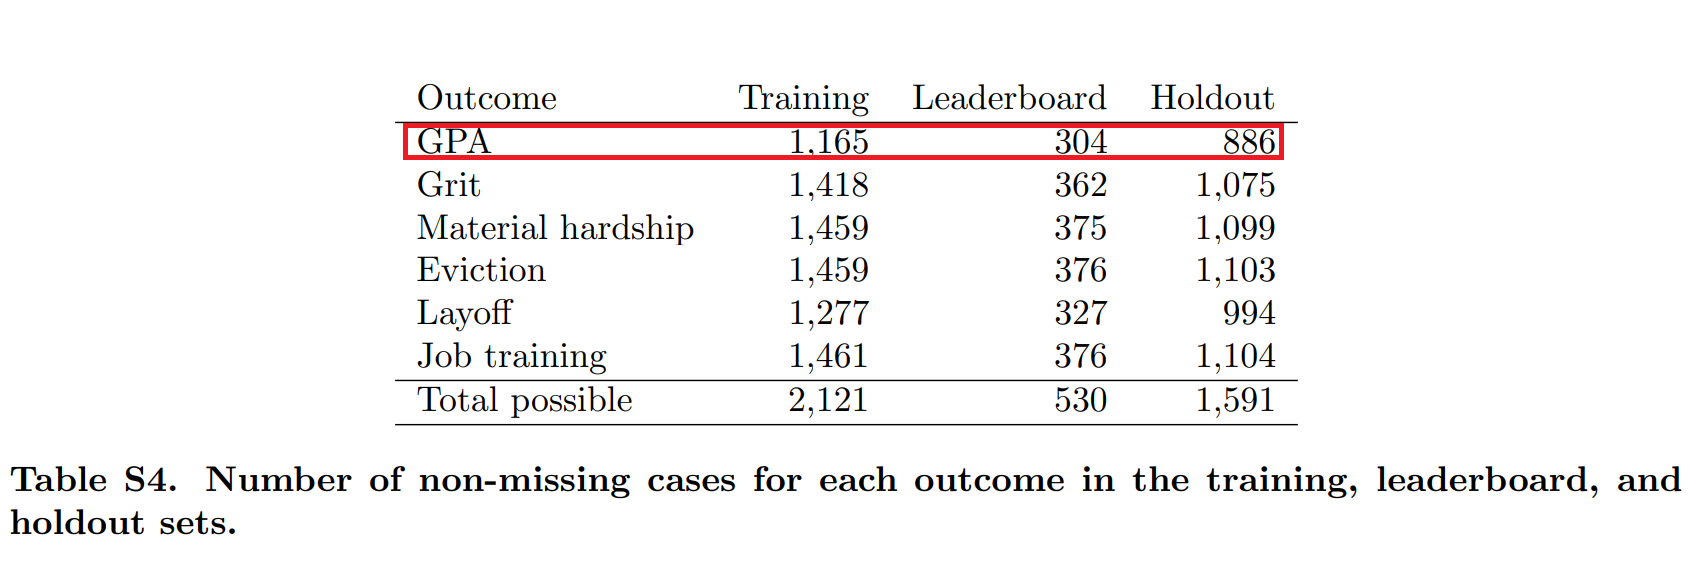 Outcome Training Leaderboard Holdout
GPA 1,165 304 886
Grit 1,418 362 1,075
Material hardship 1,459 375 1,099
Eviction 1,459 376 1,103
Layoff 1,277 327 994
Job training 1,461 376 1,104
Total possible 2,121 530 1,591
Table S4. Number of non-missing cases for each outcome in the training, leaderboard, and
holdout sets.